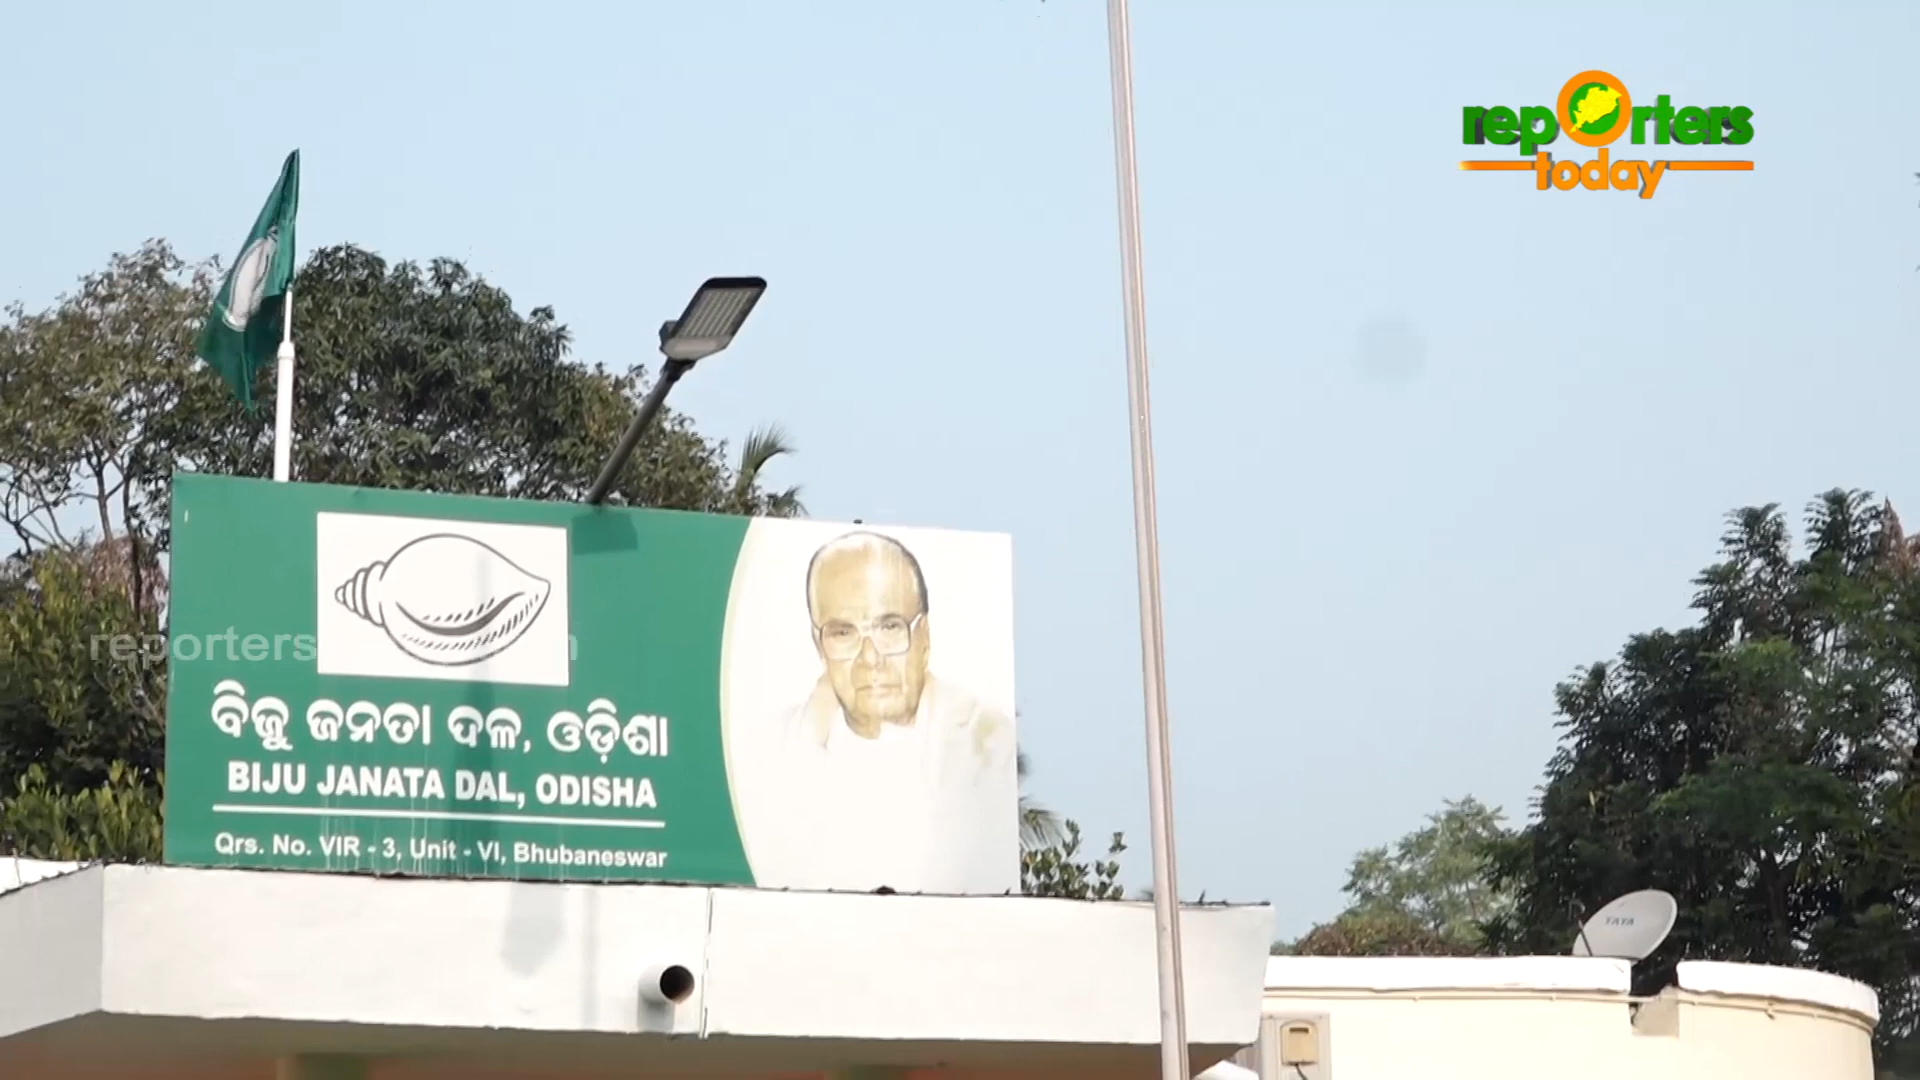 reporters
today
ବିଜୁ ଜନତା ଦଳ, ଓଡ଼ିଶା
BIJU JANATA DAL, ODISHA
Qrs. No. VIR - 3, Unit - VI, Bhubaneswar
reporters
TATA